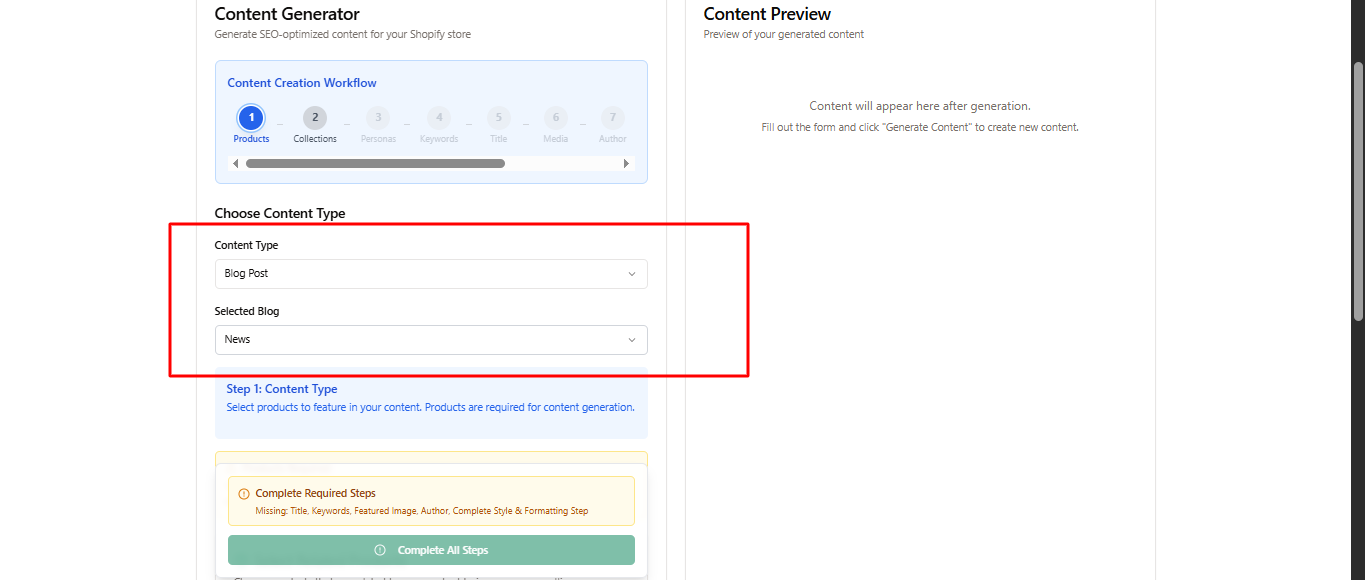 Content Generator
Generate SEO-optimized content for your Shopify store
Content Creation Workflow
1 2 3 4 5 6 7
Products Collections Personas Keywords Title Media Author
Choose Content Type
Content Type
Blog Post
Selected Blog
News
Step 1: Content Type
Select products to feature in your content. Products are required for content generation.
Complete Required Steps
Missing: Title, Keywords, Featured Image, Author, Complete Style & Formatting Step
Complete All Steps
Content Preview
Preview of your generated content
Content will appear here after generation.
Fill out the form and click "Generate Content" to create new content.